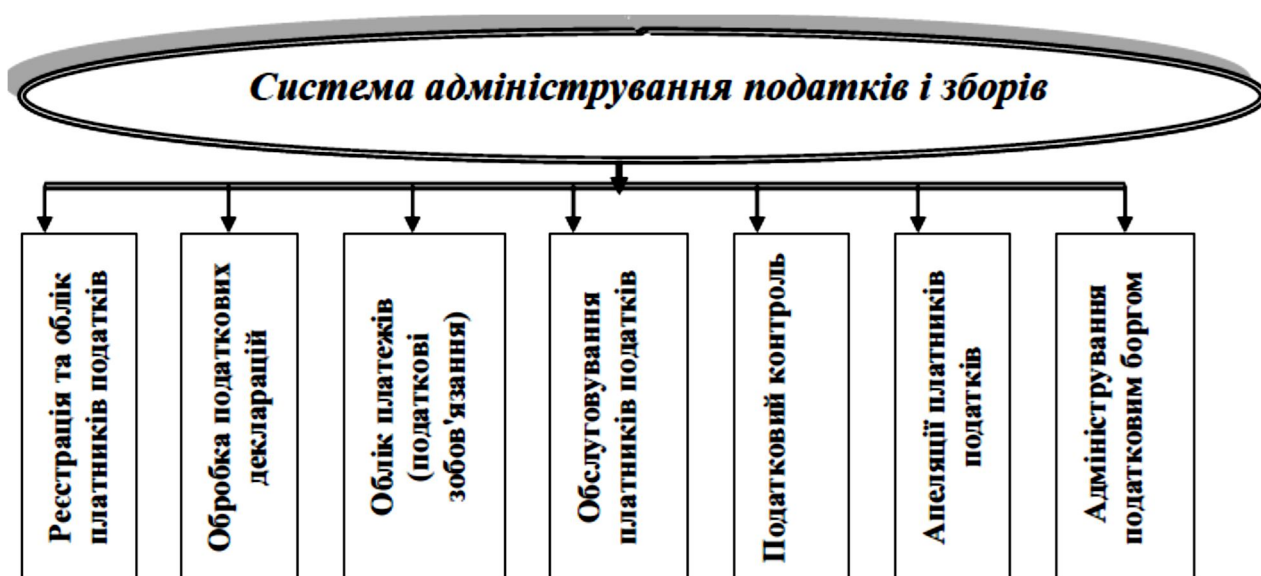 Система адміністрування податків і зборів
Реєстрація та облік
платників податків
Обробка податкових
декларацій
Облік платежів
(податкові
зобов'язання)
Обслуговування
платників податків
Податковий контроль
Апеляції платників
податків
Адміністрування
податковим боргом